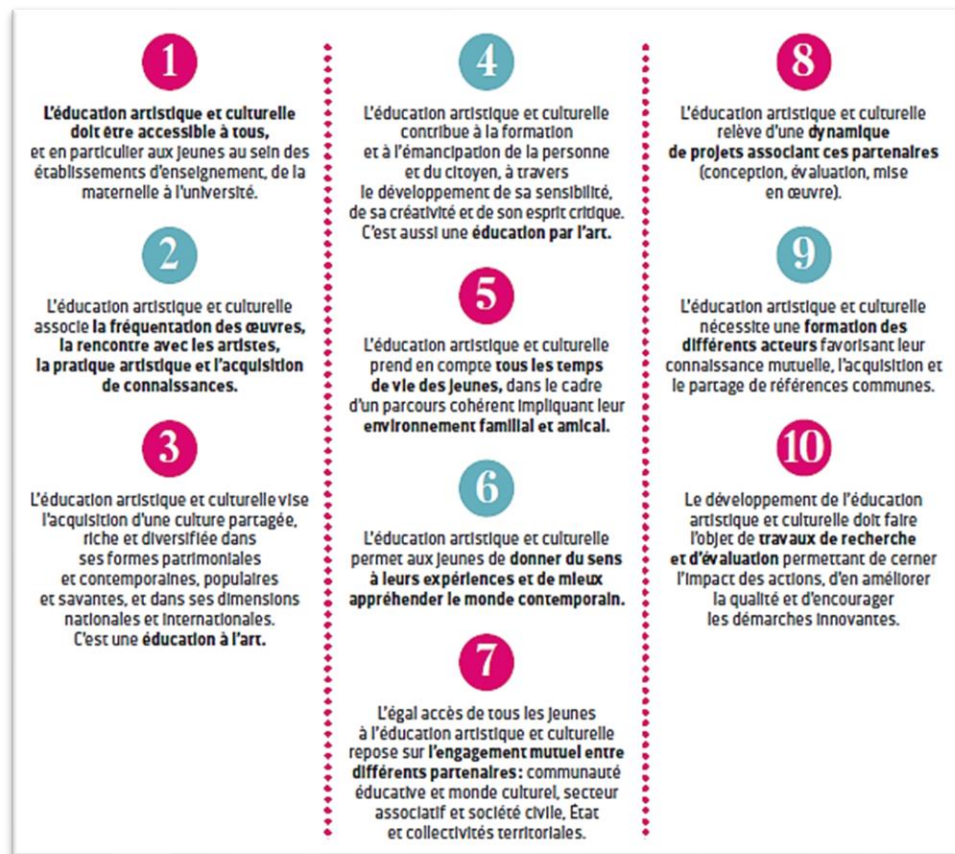 1
L'éducation artistique et culturelle
doit être accessible à tous,
et en particulier aux jeunes au sein des
établissements d'enseignement, de la
maternelle à l'université.
2
L'éducation artistique et culturelle
associe la fréquentation des œuvres,
la rencontre avec les artistes,
la pratique artistique et l'acquisition
de connaissances.
3
L'éducation artistique et culturelle vise
l'acquisition d'une culture partagée,
riche et diversifiée dans
ses formes patrimoniales
et contemporaines, populaires
et savantes, et dans ses dimensions
nationales et internationales.
C'est une éducation à l'art.
4
L'éducation artistique et culturelle
contribue à la formation
et à l'émancipation de la personne
et du citoyen, à travers
le développement de sa sensibilité,
de sa créativité et de son esprit critique.
C'est aussi une éducation par l'art.
5
L'éducation artistique et culturelle
prend en compte tous les temps
de vie des jeunes, dans le cadre
d'un parcours cohérent impliquant leur
environnement familial et amical.
6
L'éducation artistique et culturelle
permet aux jeunes de donner du sens
à leurs expériences et de mieux
appréhender le monde contemporain.
7
L'égal accès de tous les jeunes
à l'éducation artistique et culturelle
repose sur l'engagement mutuel entre
différents partenaires : communauté
éducative et monde culturel, secteur
associatif et société civile, État
et collectivités territoriales.
8
L'éducation artistique et culturelle
relève d'une dynamique
de projets associant ces partenaires
(conception, évaluation, mise
en œuvre).
9
L'éducation artistique et culturelle
nécessite une formation des
différents acteurs favorisant leur
connaissance mutuelle, l'acquisition et
le partage de références communes.
10
Le développement de l'éducation
artistique et culturelle doit faire
l'objet de travaux de recherche
et d'évaluation permettant de cerner
l'impact des actions, d'en améliorer
la qualité et d'encourager
les démarches innovantes.